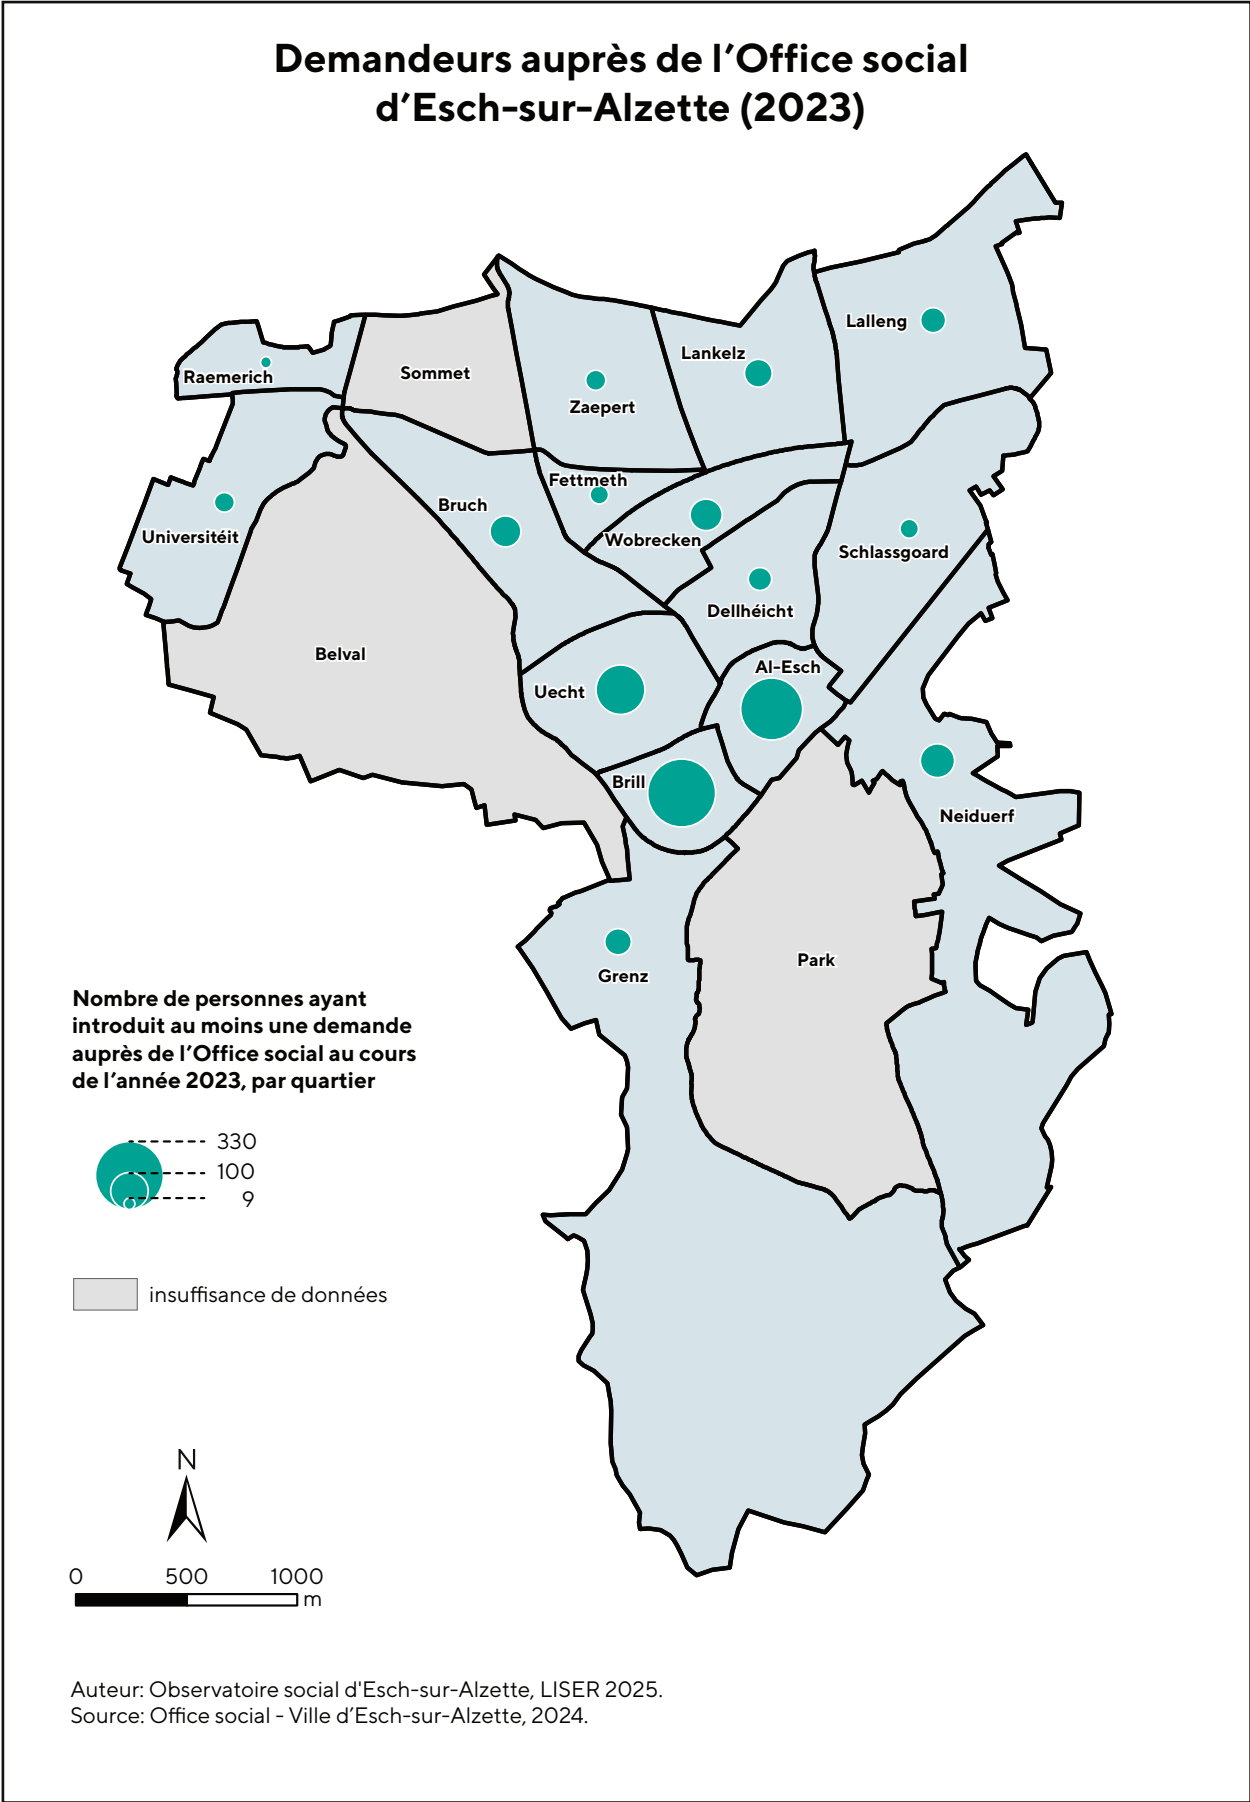 Demandeurs auprès de l’Office social
d’Esch-sur-Alzette (2023)
Lalleng
Lankelz
Raemerich
Sommet
Zaepert
Fettmeth
Bruch
Universitéit
Wobrecken
Schlassgoard
Dellhéicht
Belval
Al-Esch
Uecht
Brill
Neiduerf
Park
Grenz
Nombre de personnes ayant
introduit au moins une demande
auprès de l’Office social au cours
de l’année 2023, par quartier
330
100
9
insuffisance de données
N
0 500 1000
m
Auteur: Observatoire social d'Esch-sur-Alzette, LISER 2025.
Source: Office social - Ville d’Esch-sur-Alzette, 2024.